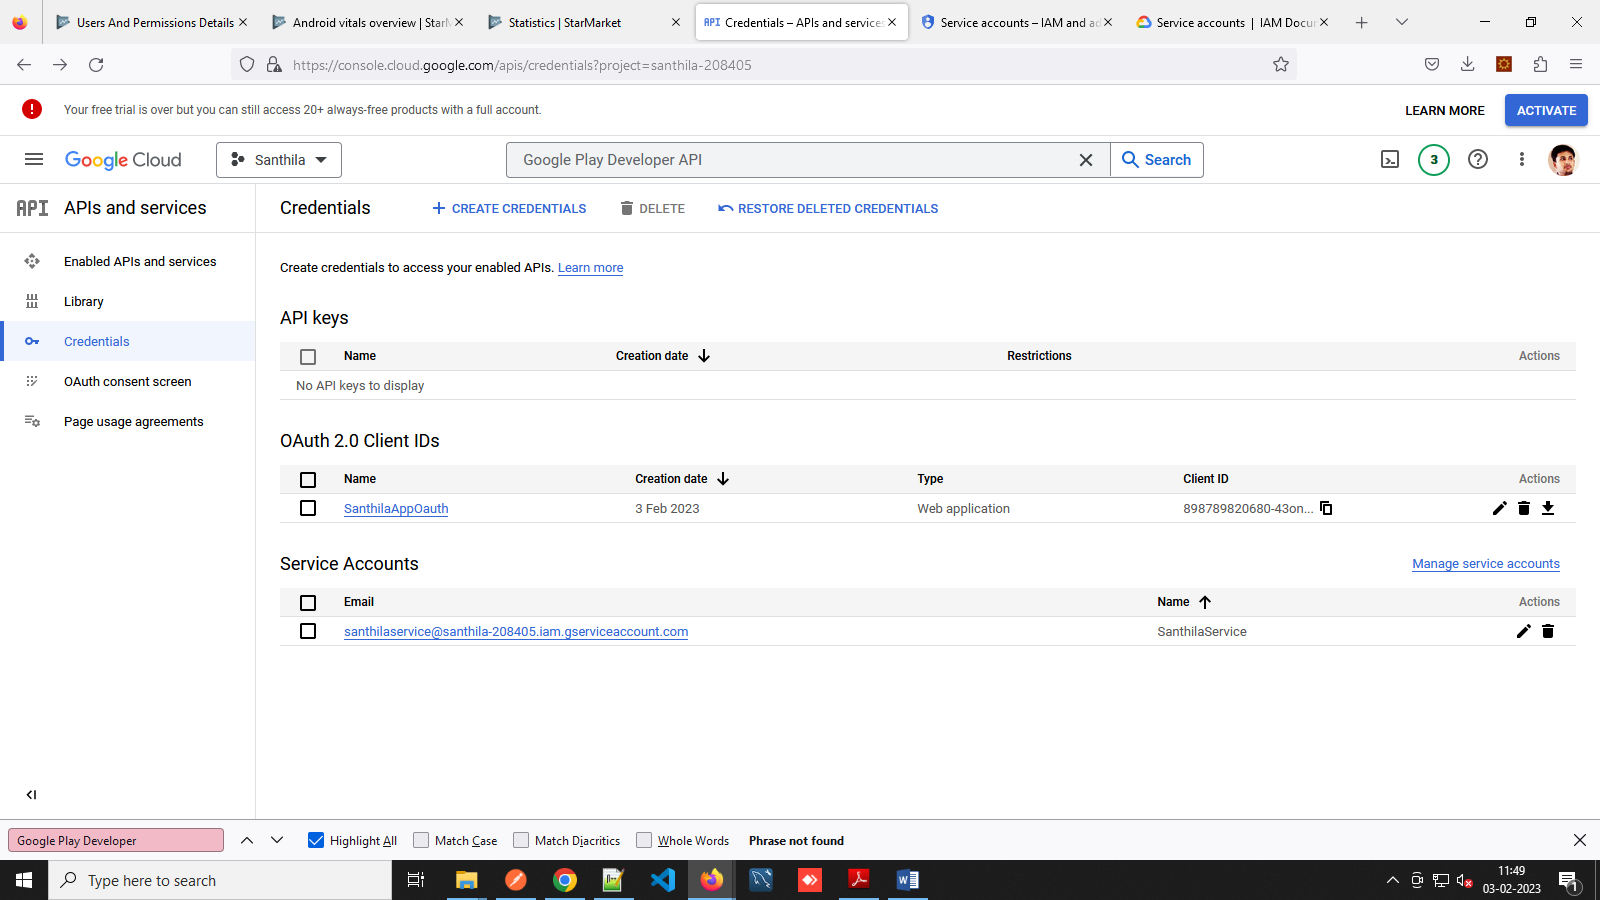 Users And Permissions Details
Android vitals overview | StarM
Statistics | StarMarket
API Credentials – APIs and services
Service accounts – IAM and ad
Service accounts | IAM Docu
https://console.cloud.google.com/apis/credentials?project=santhila-208405
Your free trial is over but you can still access 20+ always-free products with a full account.
LEARN MORE
ACTIVATE
Google Cloud
Santhila
Google Play Developer API
Search
3
API APIs and services
Credentials
CREATE CREDENTIALS
DELETE
RESTORE DELETED CREDENTIALS
Enabled APIs and services
Library
Credentials
OAuth consent screen
Page usage agreements
Create credentials to access your enabled APIs. Learn more
API keys
Name Creation date Restrictions Actions
No API keys to display
OAuth 2.0 Client IDs
Name Creation date Type Client ID Actions
SanthilaAppOauth 3 Feb 2023 Web application 898789820680-43on...
Service Accounts
Manage service accounts
Email Name Actions
santhilaservice@santhila-208405.iam.gserviceaccount.com SanthilaService
Google Play Developer
Highlight All
Match Case
Match Diacritics
Whole Words
Phrase not found
Type here to search
11:49
03-02-2023
1